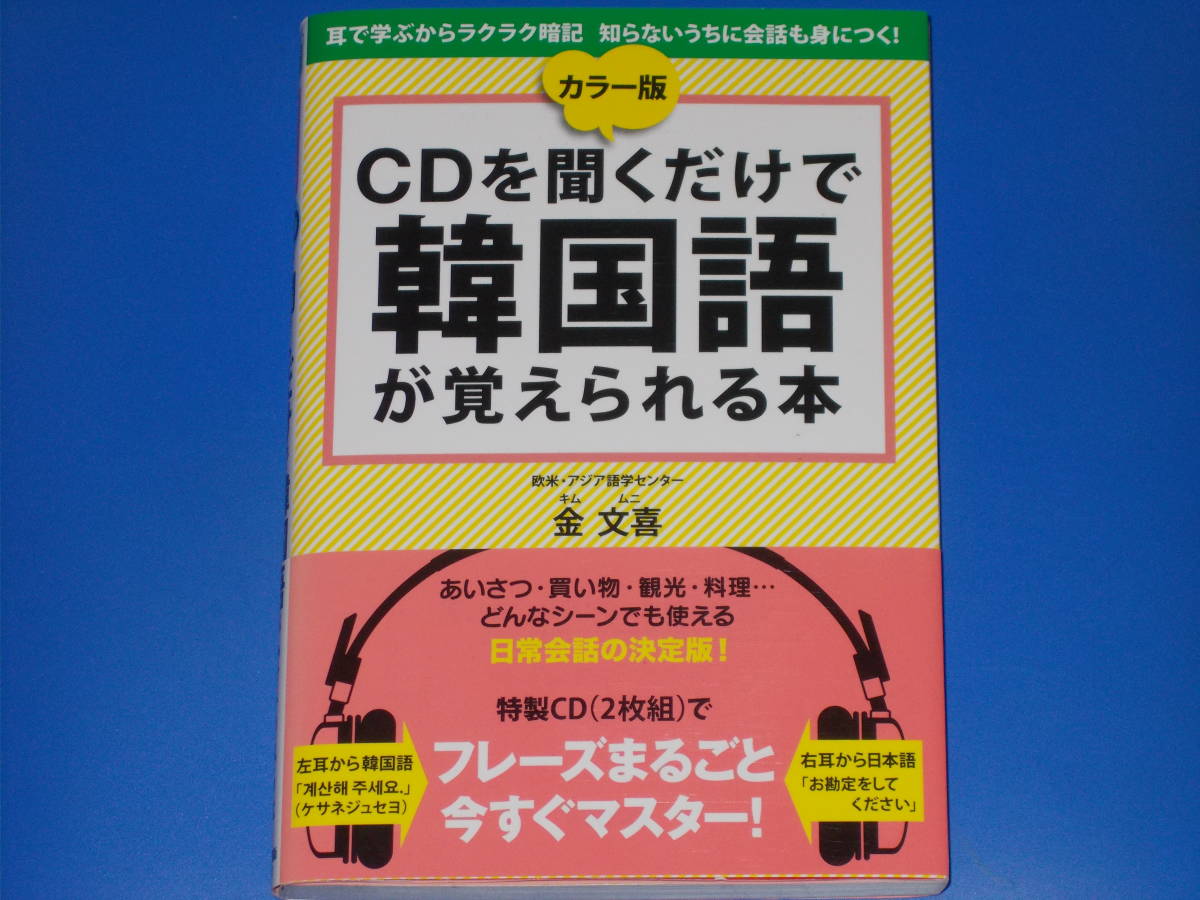 耳で学ぶからラクラク暗記 知らないうちに会話も身につく!
カラー版
CDを聞くだけで
韓国語
が覚えられる本
欧米・アジア語学センター
キム ムニ
金 文喜
あいさつ・買い物・観光・料理…
どんなシーンでも使える
日常会話の決定版!
特製CD(2枚組)で
フレーズまるごと
今すぐマスター!
左耳から韓国語
「계산해 주세요.」
(ケサネジュセヨ)
右耳から日本語
「お勘定をして
ください」